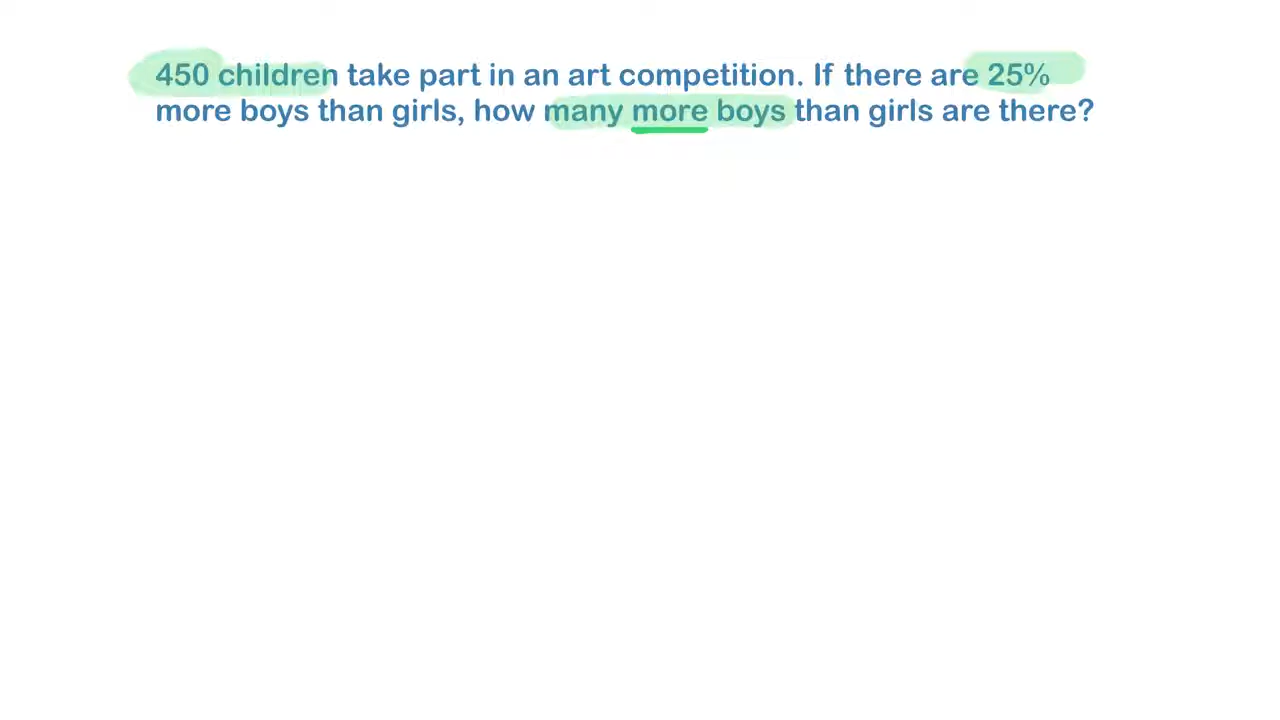 450 children take part in an art competition. If there are 25%
more boys than girls, how many more boys than girls are there?